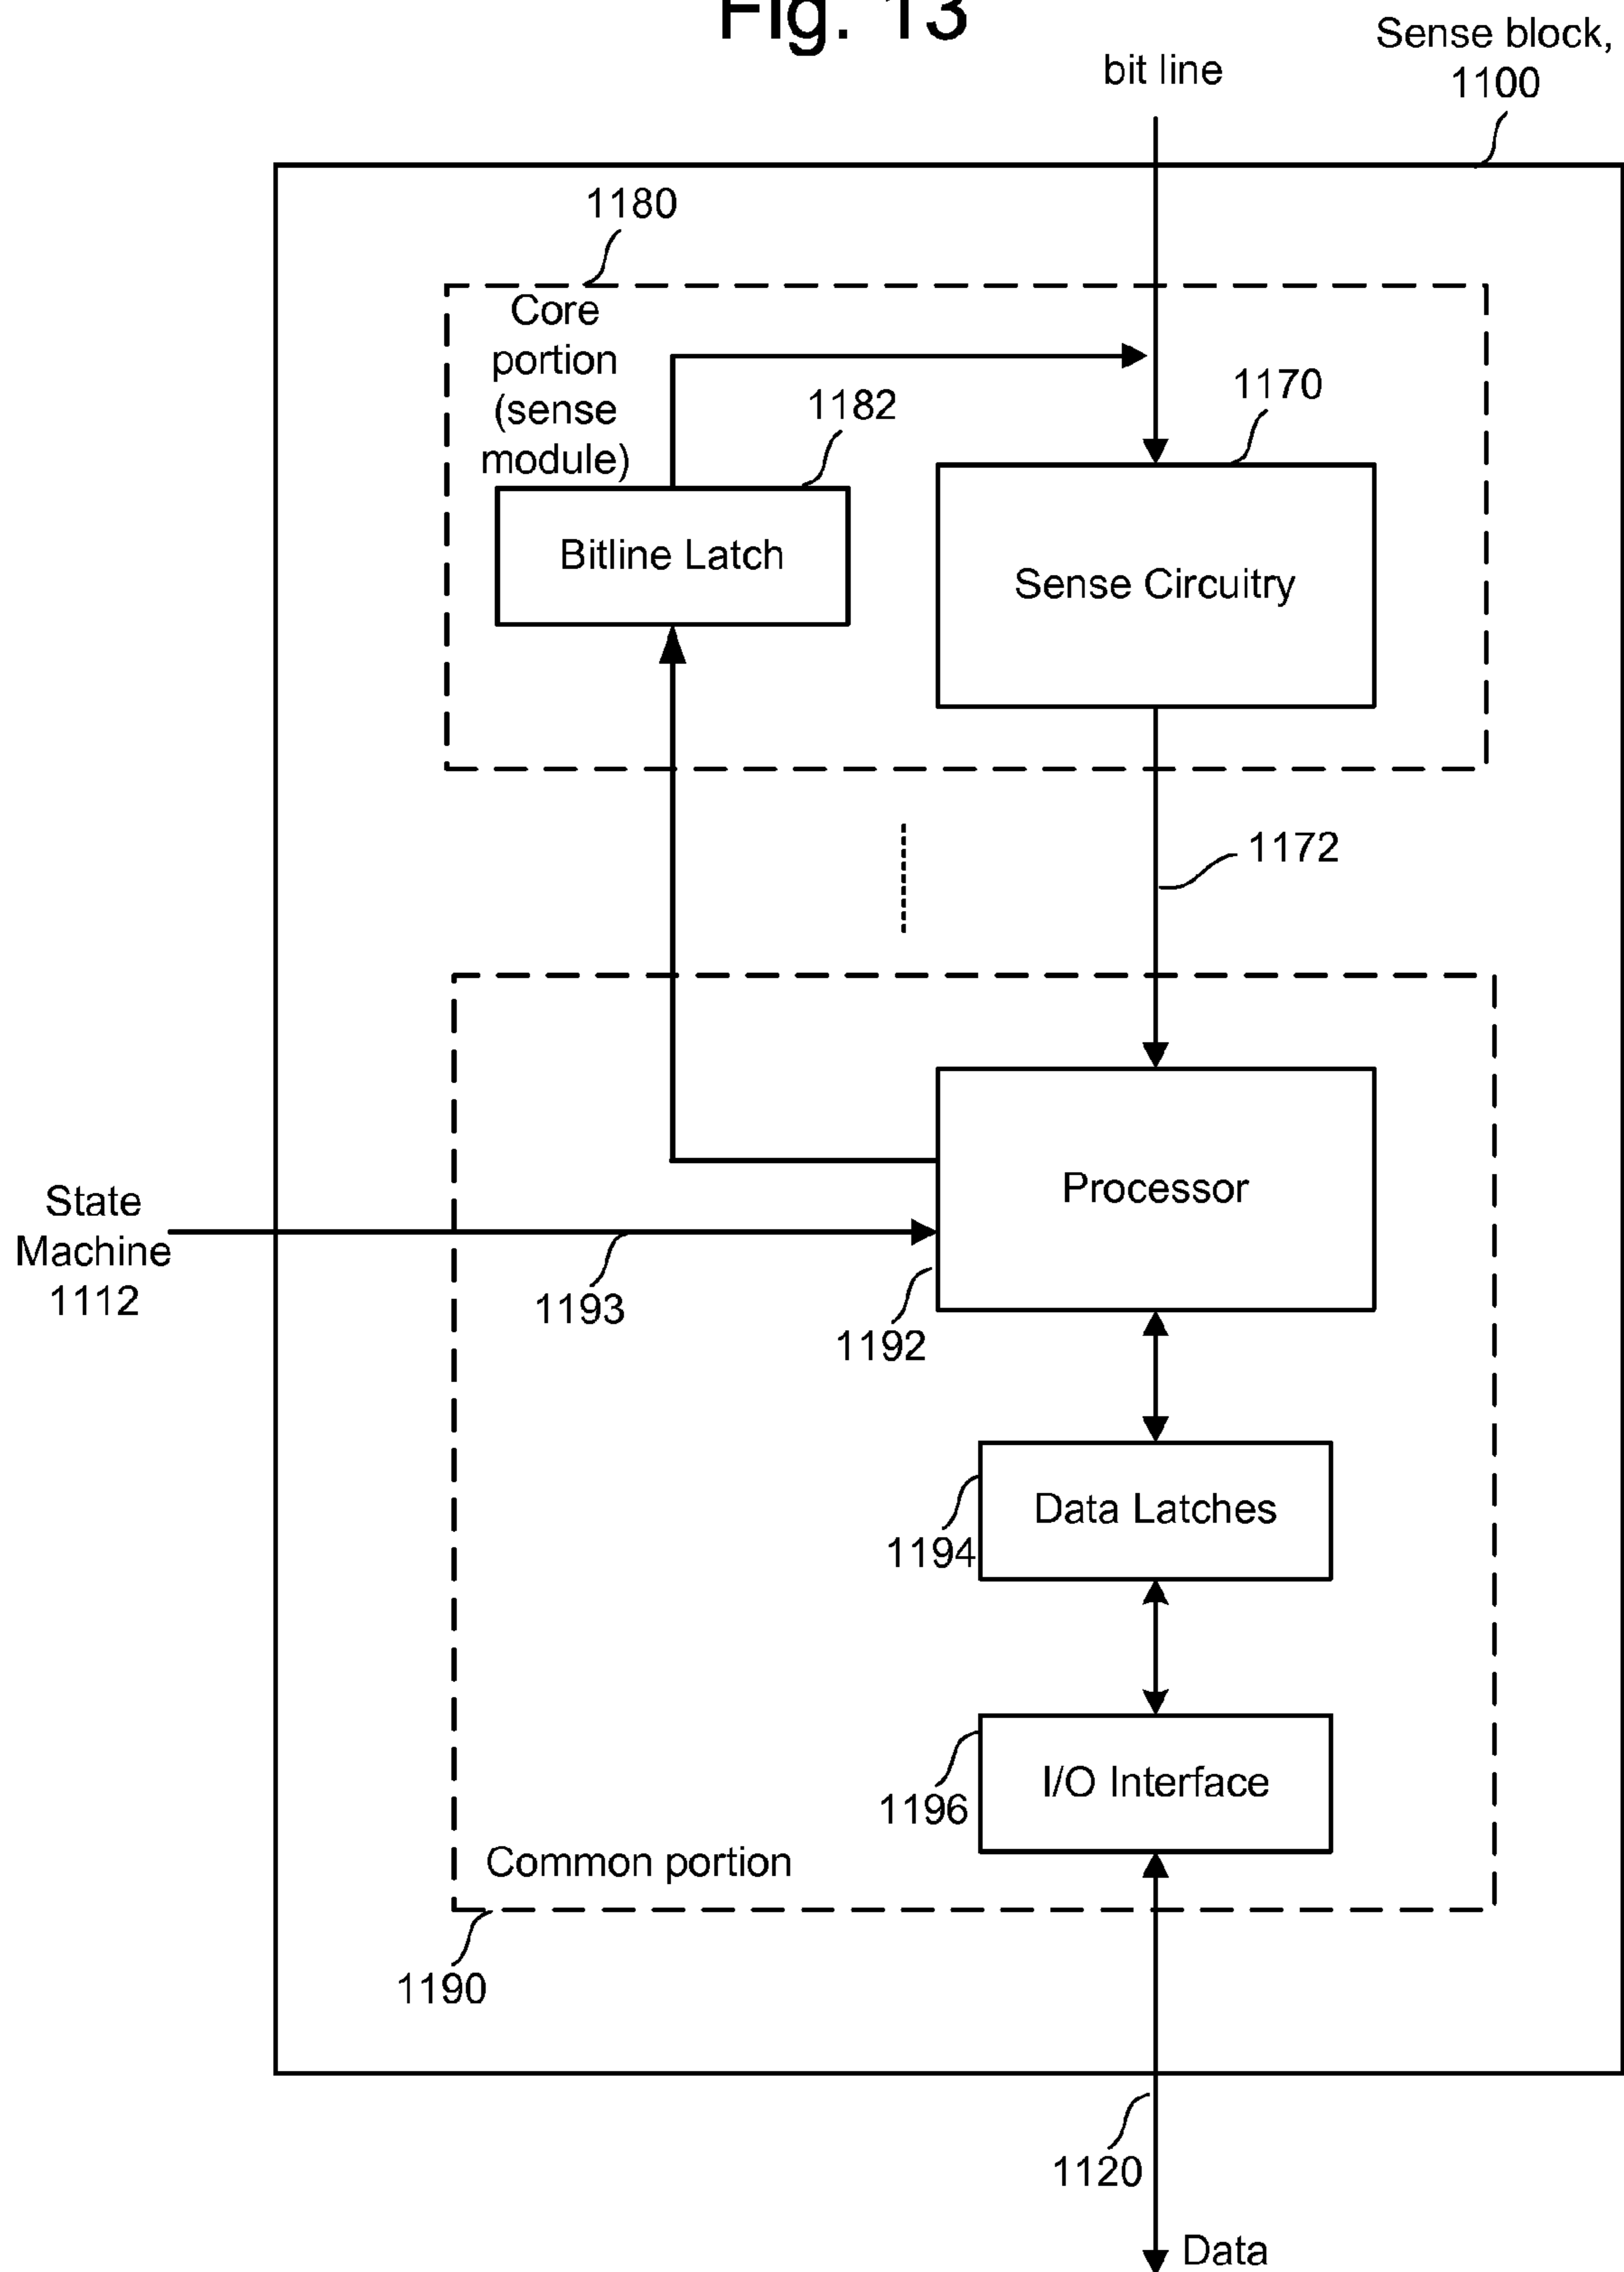 Fig. 13
Sense block,
1100
bit line
1180
Core
portion
(sense
module)
1182
1170
Bitline Latch
Sense Circuitry
1172
Processor
State
Machine
1112
1193
1192
Data Latches
1194
I/O Interface
1196
Common portion
1190
1120
Data